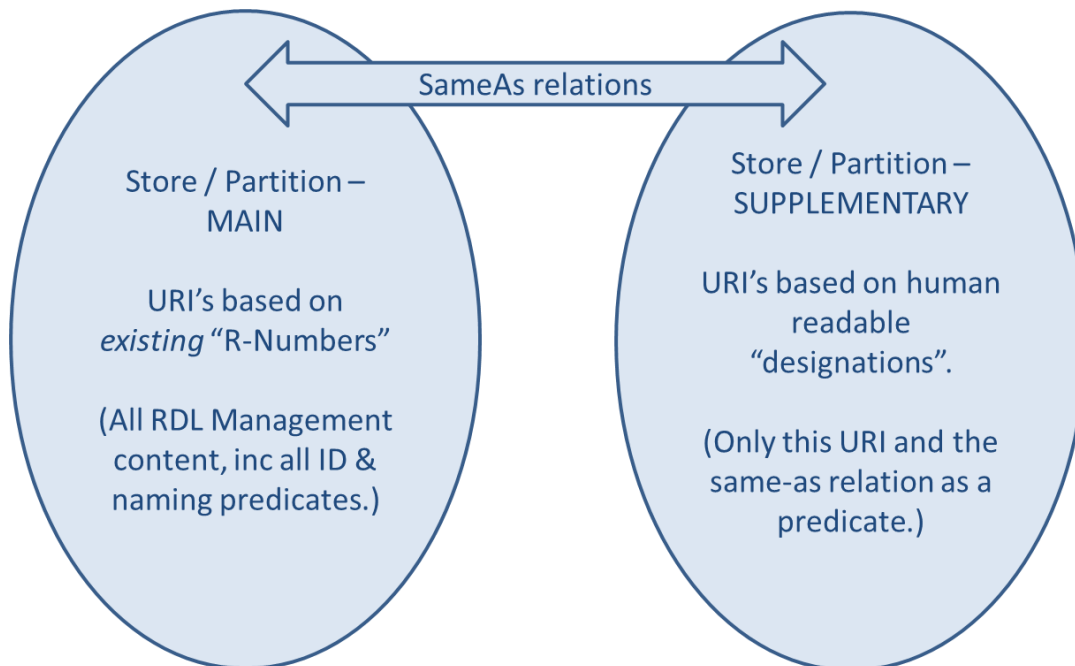 SameAs relations
Store / Partition –
MAIN
URI’s based on
existing “R-Numbers”
(All RDL Management
content, inc all ID &
naming predicates.)
Store / Partition –
SUPPLEMENTARY
URI’s based on human
readable
“designations”.
(Only this URI and the
same-as relation as a
predicate.)